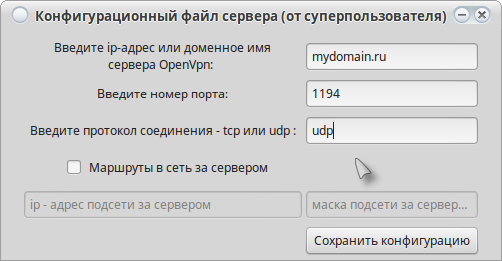 Конфигурационный файл сервера (от суперпользователя)
Введите ip-адрес или доменное имя
сервера OpenVpn:
mydomain.ru
Введите номер порта:
1194
Введите протокол соединения - tcp или udp :
udp
Маршруты в сеть за сервером
ip - адрес подсети за сервером
маска подсети за сервер...
Сохранить конфигурацию